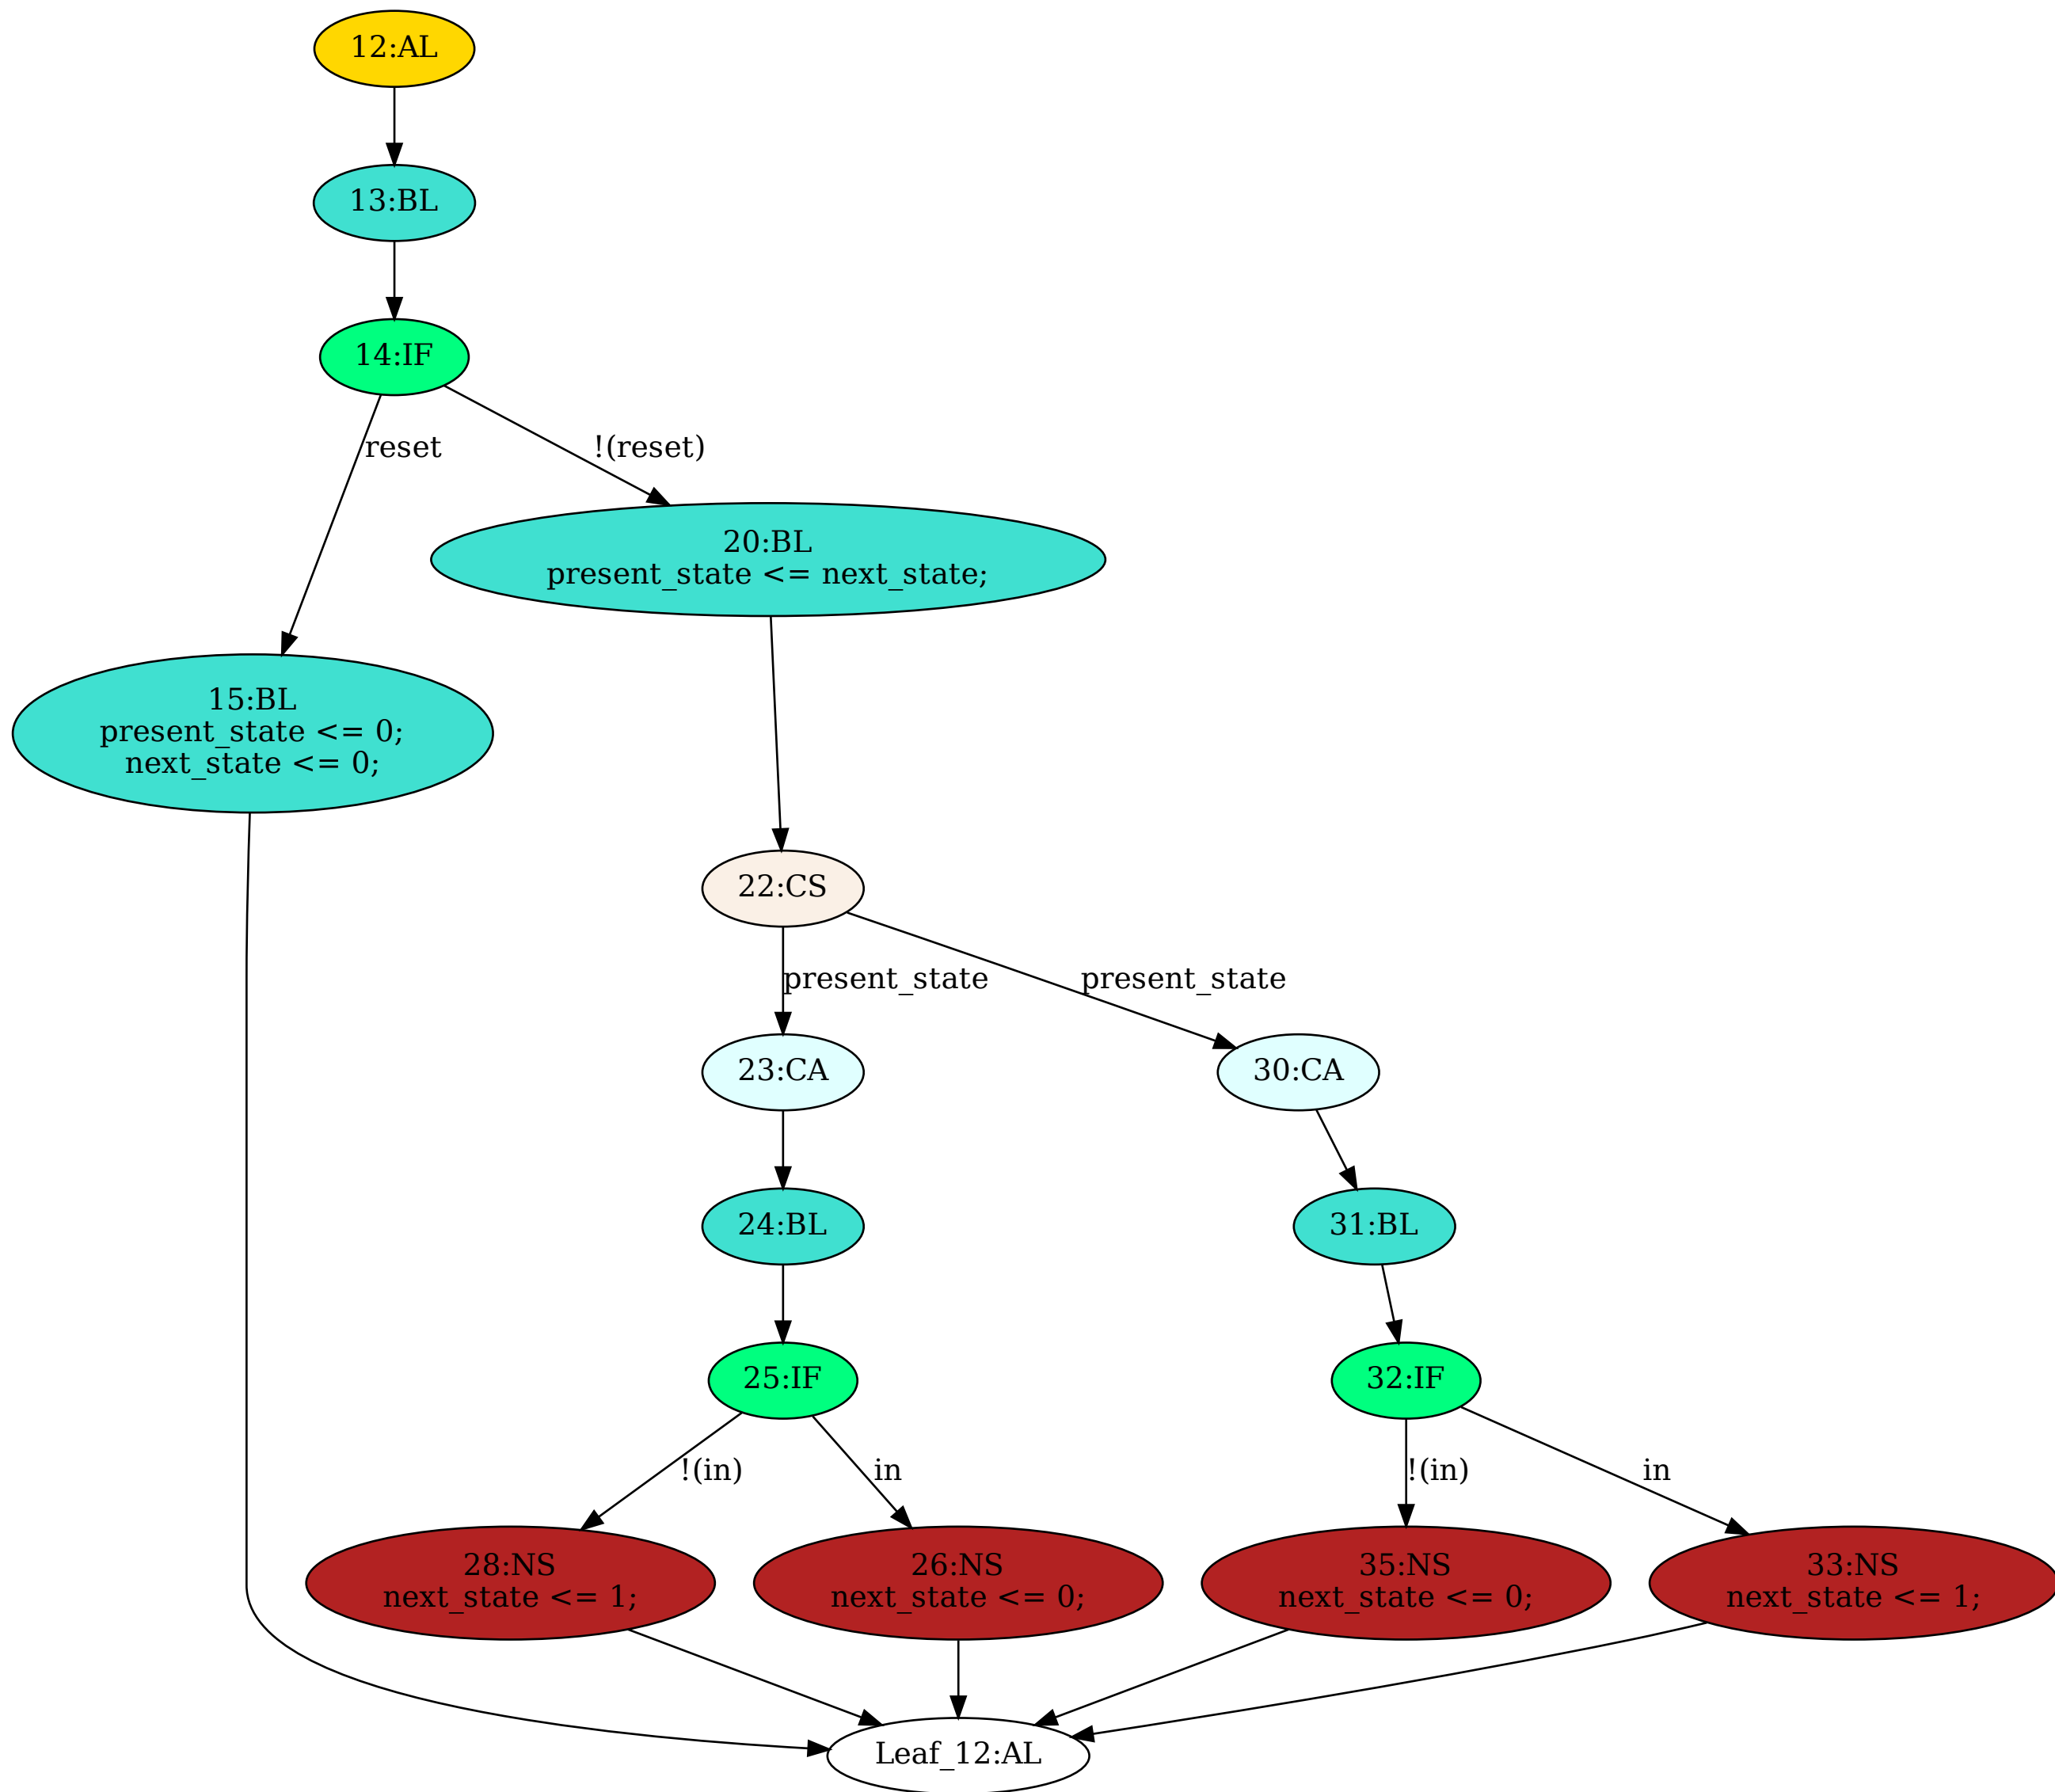 12:AL
13:BL
14:IF
reset
!(reset)
20:BL
present_state <= next_state;
15:BL
present_state <= 0;
next_state <= 0;
22:CS
present_state
present_state
23:CA
30:CA
24:BL
31:BL
25:IF
32:IF
!(in)
in
!(in)
in
28:NS
next_state <= 1;
26:NS
next_state <= 0;
35:NS
next_state <= 0;
33:NS
next_state <= 1;
Leaf_12:AL